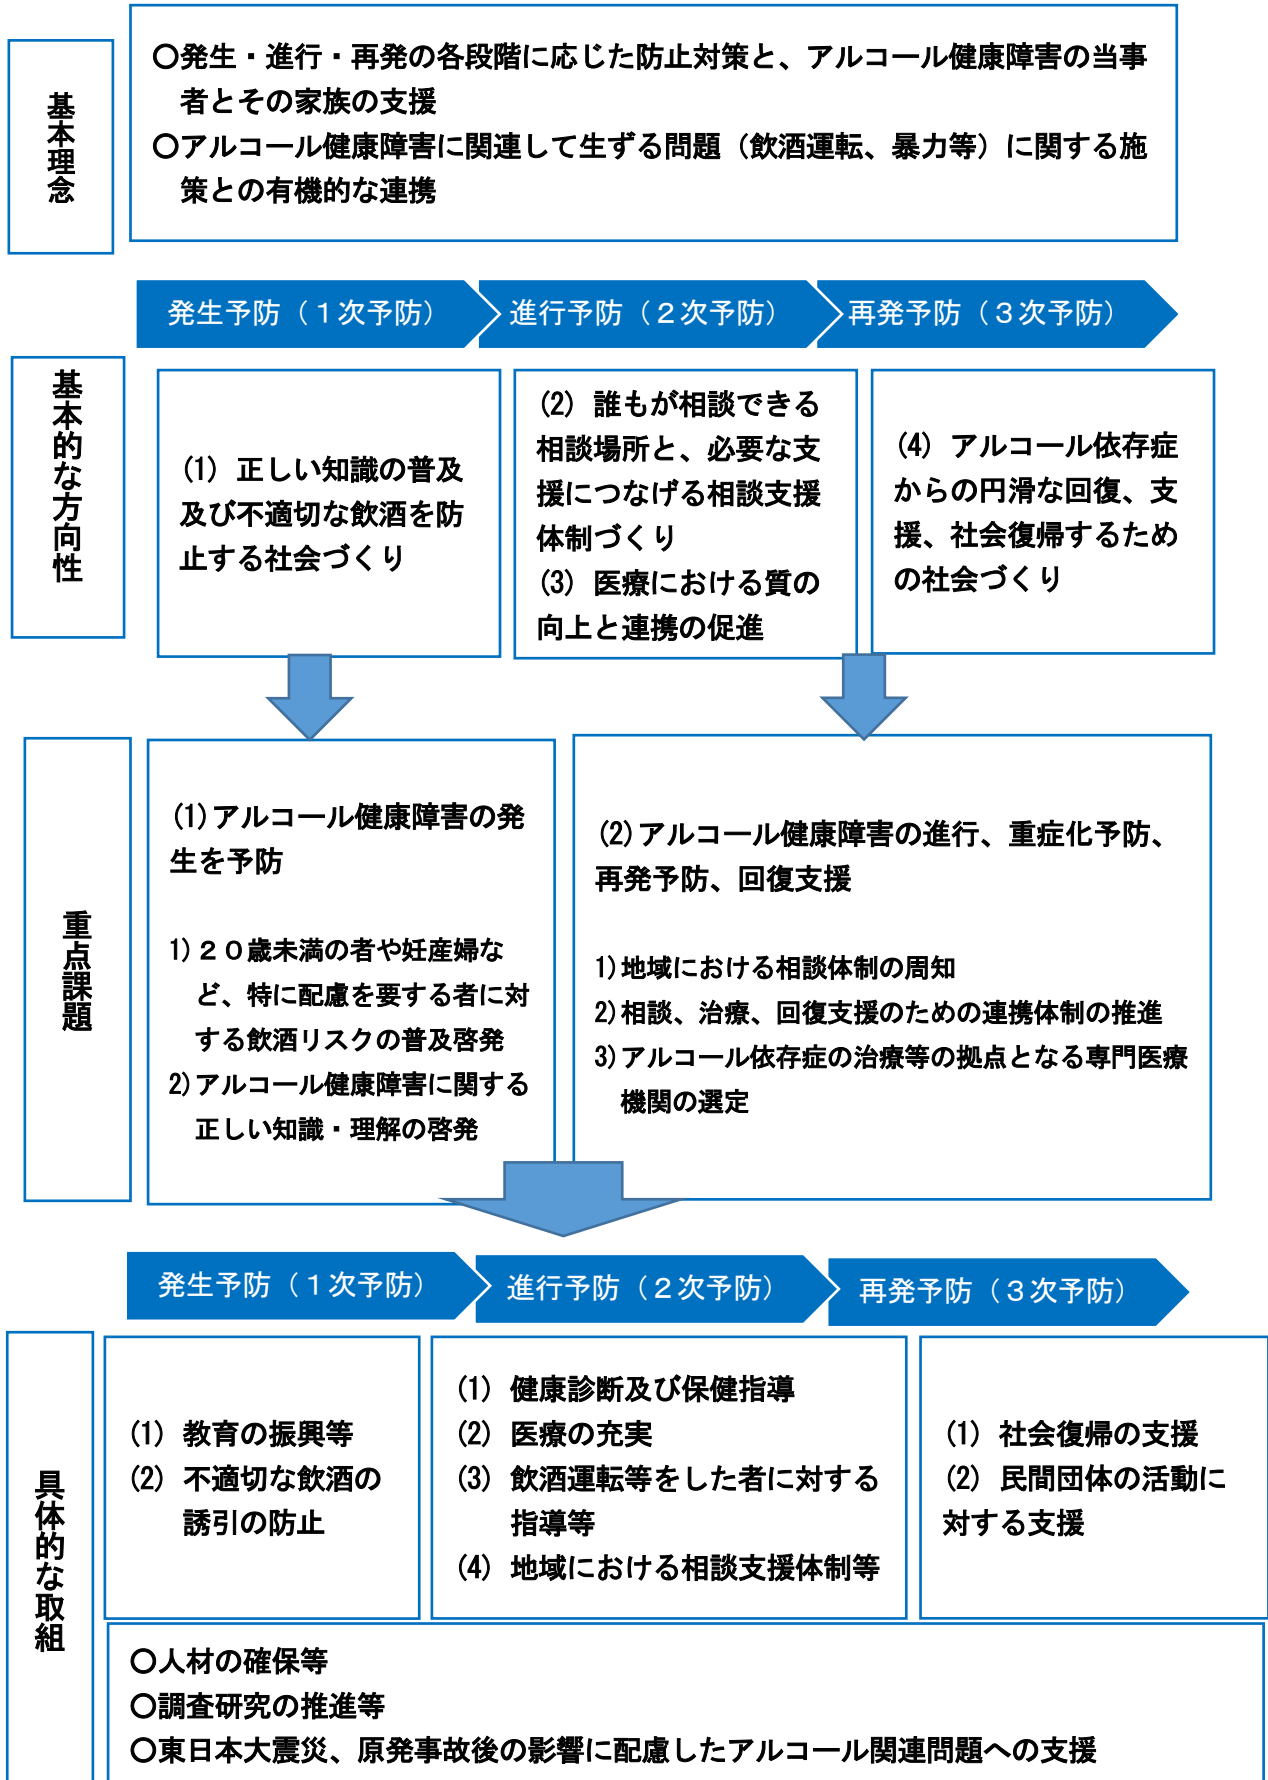 基本理念
〇発生・進行・再発の各段階に応じた防止対策と、アルコール健康障害の当事
者とその家族の支援
〇アルコール健康障害に関連して生ずる問題（飲酒運転、暴力等）に関する施
策との有機的な連携
発生予防（１次予防）
進行予防（２次予防）
再発予防（３次予防）
基本的な方向性
(1) 正しい知識の普及
及び不適切な飲酒を防
止する社会づくり
(2) 誰もが相談できる
相談場所と、必要な支
援につなげる相談支援
体制づくり
(3) 医療における質の
向上と連携の促進
(4) アルコール依存症
からの円滑な回復、支
援、社会復帰するため
の社会づくり
重点課題
(1)アルコール健康障害の発
生を予防
1)２０歳未満の者や妊産婦な
ど、特に配慮を要する者に対
する飲酒リスクの普及啓発
2)アルコール健康障害に関する
正しい知識・理解の啓発
(2)アルコール健康障害の進行、重症化予防、
再発予防、回復支援
1)地域における相談体制の周知
2)相談、治療、回復支援のための連携体制の推進
3)アルコール依存症の治療等の拠点となる専門医療
機関の選定
発生予防（１次予防）
進行予防（２次予防）
再発予防（３次予防）
具体的な取組
(1) 教育の振興等
(2) 不適切な飲酒の
誘引の防止
(1) 健康診断及び保健指導
(2) 医療の充実
(3) 飲酒運転等をした者に対する
指導等
(4) 地域における相談支援体制等
(1) 社会復帰の支援
(2) 民間団体の活動に
対する支援
〇人材の確保等
〇調査研究の推進等
〇東日本大震災、原発事故後の影響に配慮したアルコール関連問題への支援